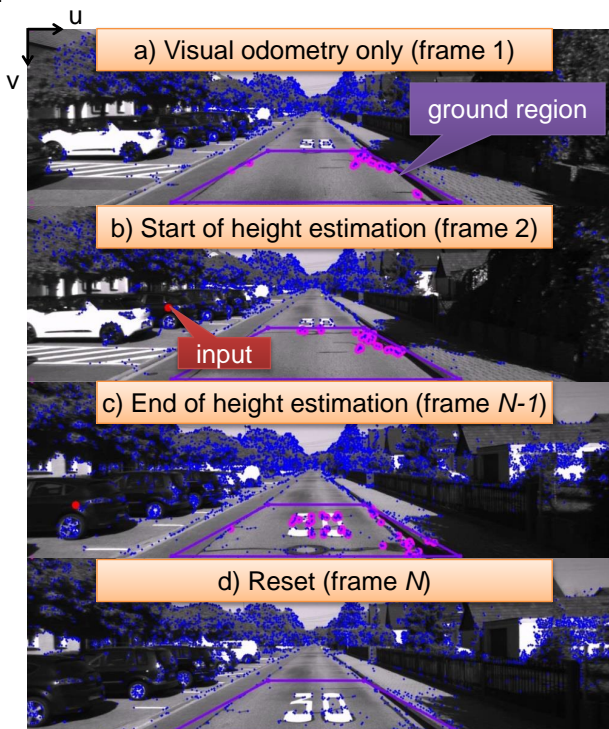 u
v
a) Visual odometry only (frame 1)
ground region
b) Start of height estimation (frame 2)
input
c) End of height estimation (frame N-1)
d) Reset (frame N)
30